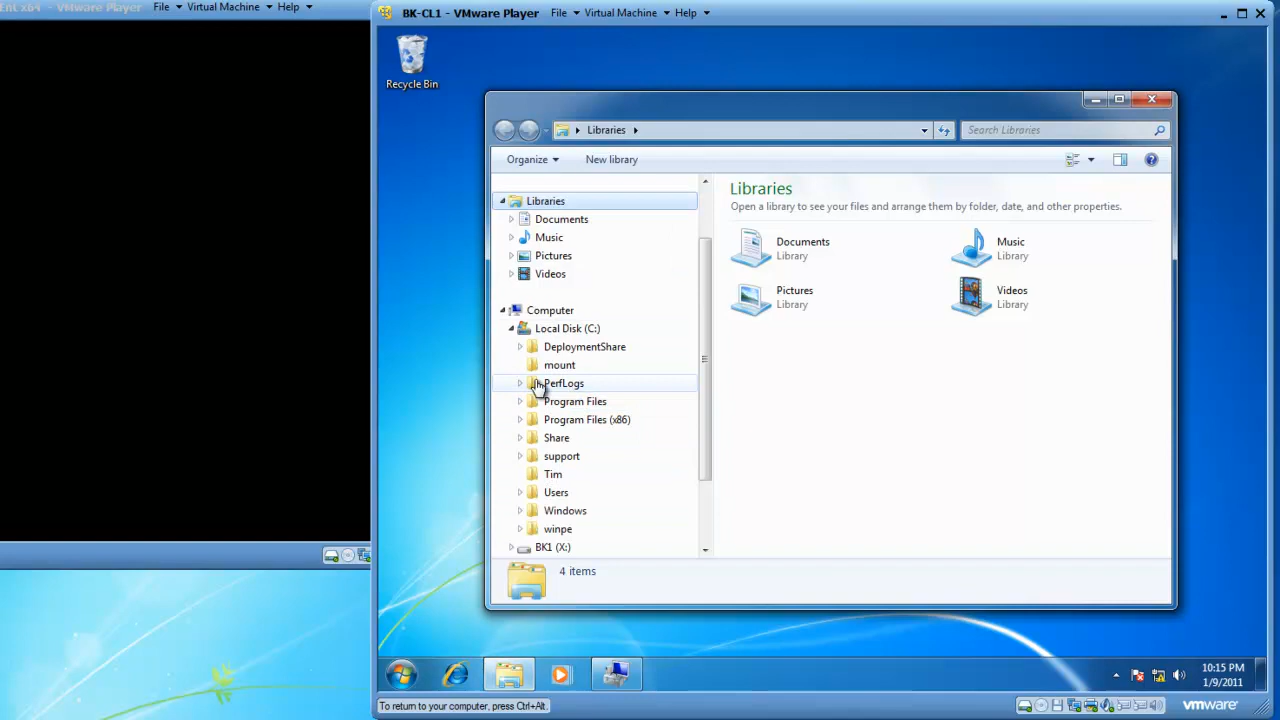 Ent x64 - VMware Player File Virtual Machine Help
BK-CL1 - VMware Player File Virtual Machine Help
Recycle Bin
Libraries
Search Libraries
Organize New library
Libraries
Documents
Music
Pictures
Videos
Computer
Local Disk (C:)
DeploymentShare
mount
PerfLogs
Program Files
Program Files (x86)
Share
support
Tim
Users
Windows
winpe
BK1 (X:)
Libraries
Open a library to see your files and arrange them by folder, date, and other properties.
Documents
Library
Music
Library
Pictures
Library
Videos
Library
4 items
10:15 PM
1/9/2011
To return to your computer, press Ctrl+Alt.
vmware